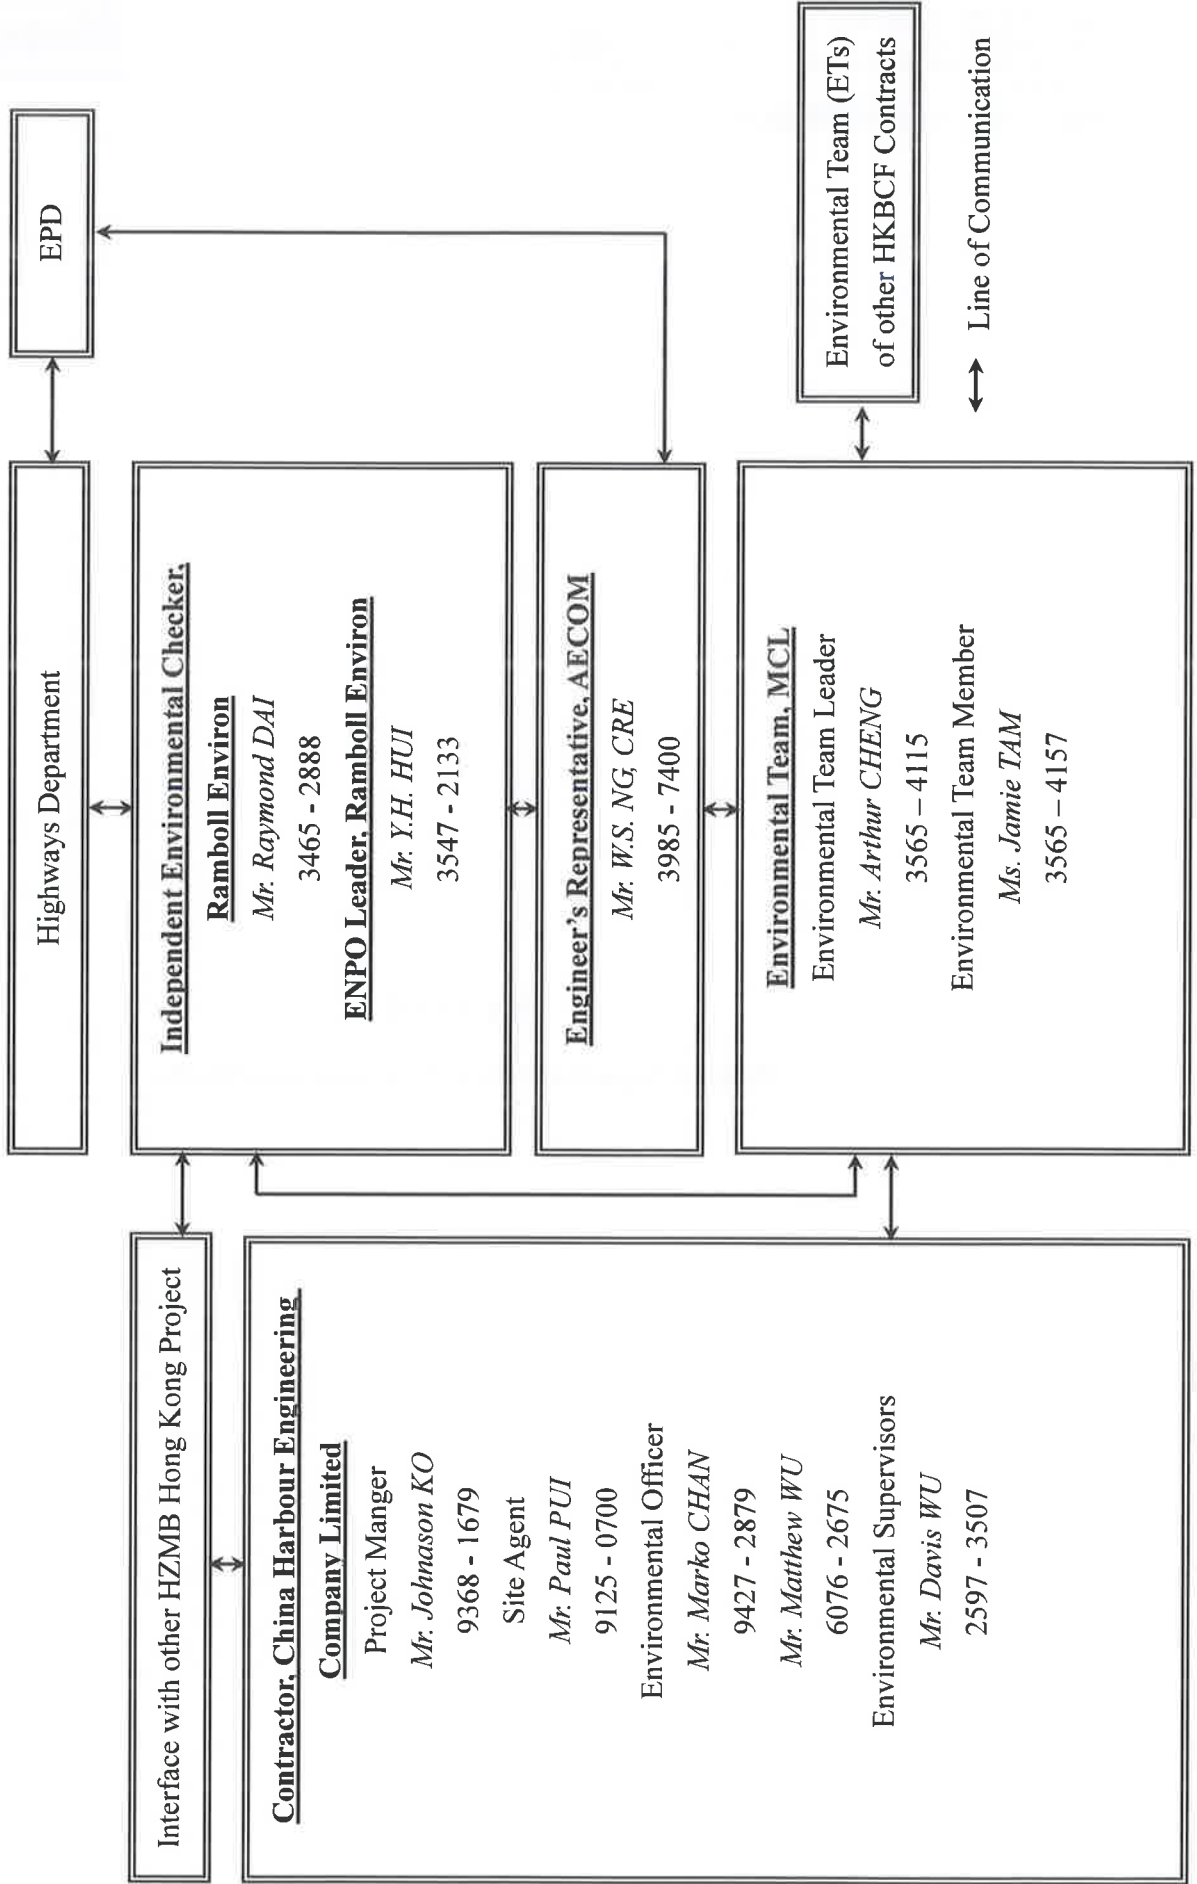 Highways Department
EPD
Interface with other HZMB Hong Kong Project
Independent Environmental Checker,
Ramboll Environ
Mr. Raymond DAI
3465 - 2888
ENPO Leader, Ramboll Environ
Mr. Y.H. HUI
3547 - 2133
Contractor, China Harbour Engineering
Company Limited
Project Manger
Mr. Johnason KO
9368 - 1679
Site Agent
Mr. Paul PUI
9125 - 0700
Environmental Officer
Mr. Marko CHAN
9427 - 2879
Mr. Matthew WU
6076 - 2675
Environmental Supervisors
Mr. Davis WU
2597 - 3507
Engineer's Representative, AECOM
Mr. W.S. NG, CRE
3985 - 7400
Environmental Team, MCL
Environmental Team Leader
Mr. Arthur CHENG
3565 – 4115
Environmental Team Member
Ms. Jamie TAM
3565 – 4157
Environmental Team (ETs)
of other HKBCF Contracts
Line of Communication